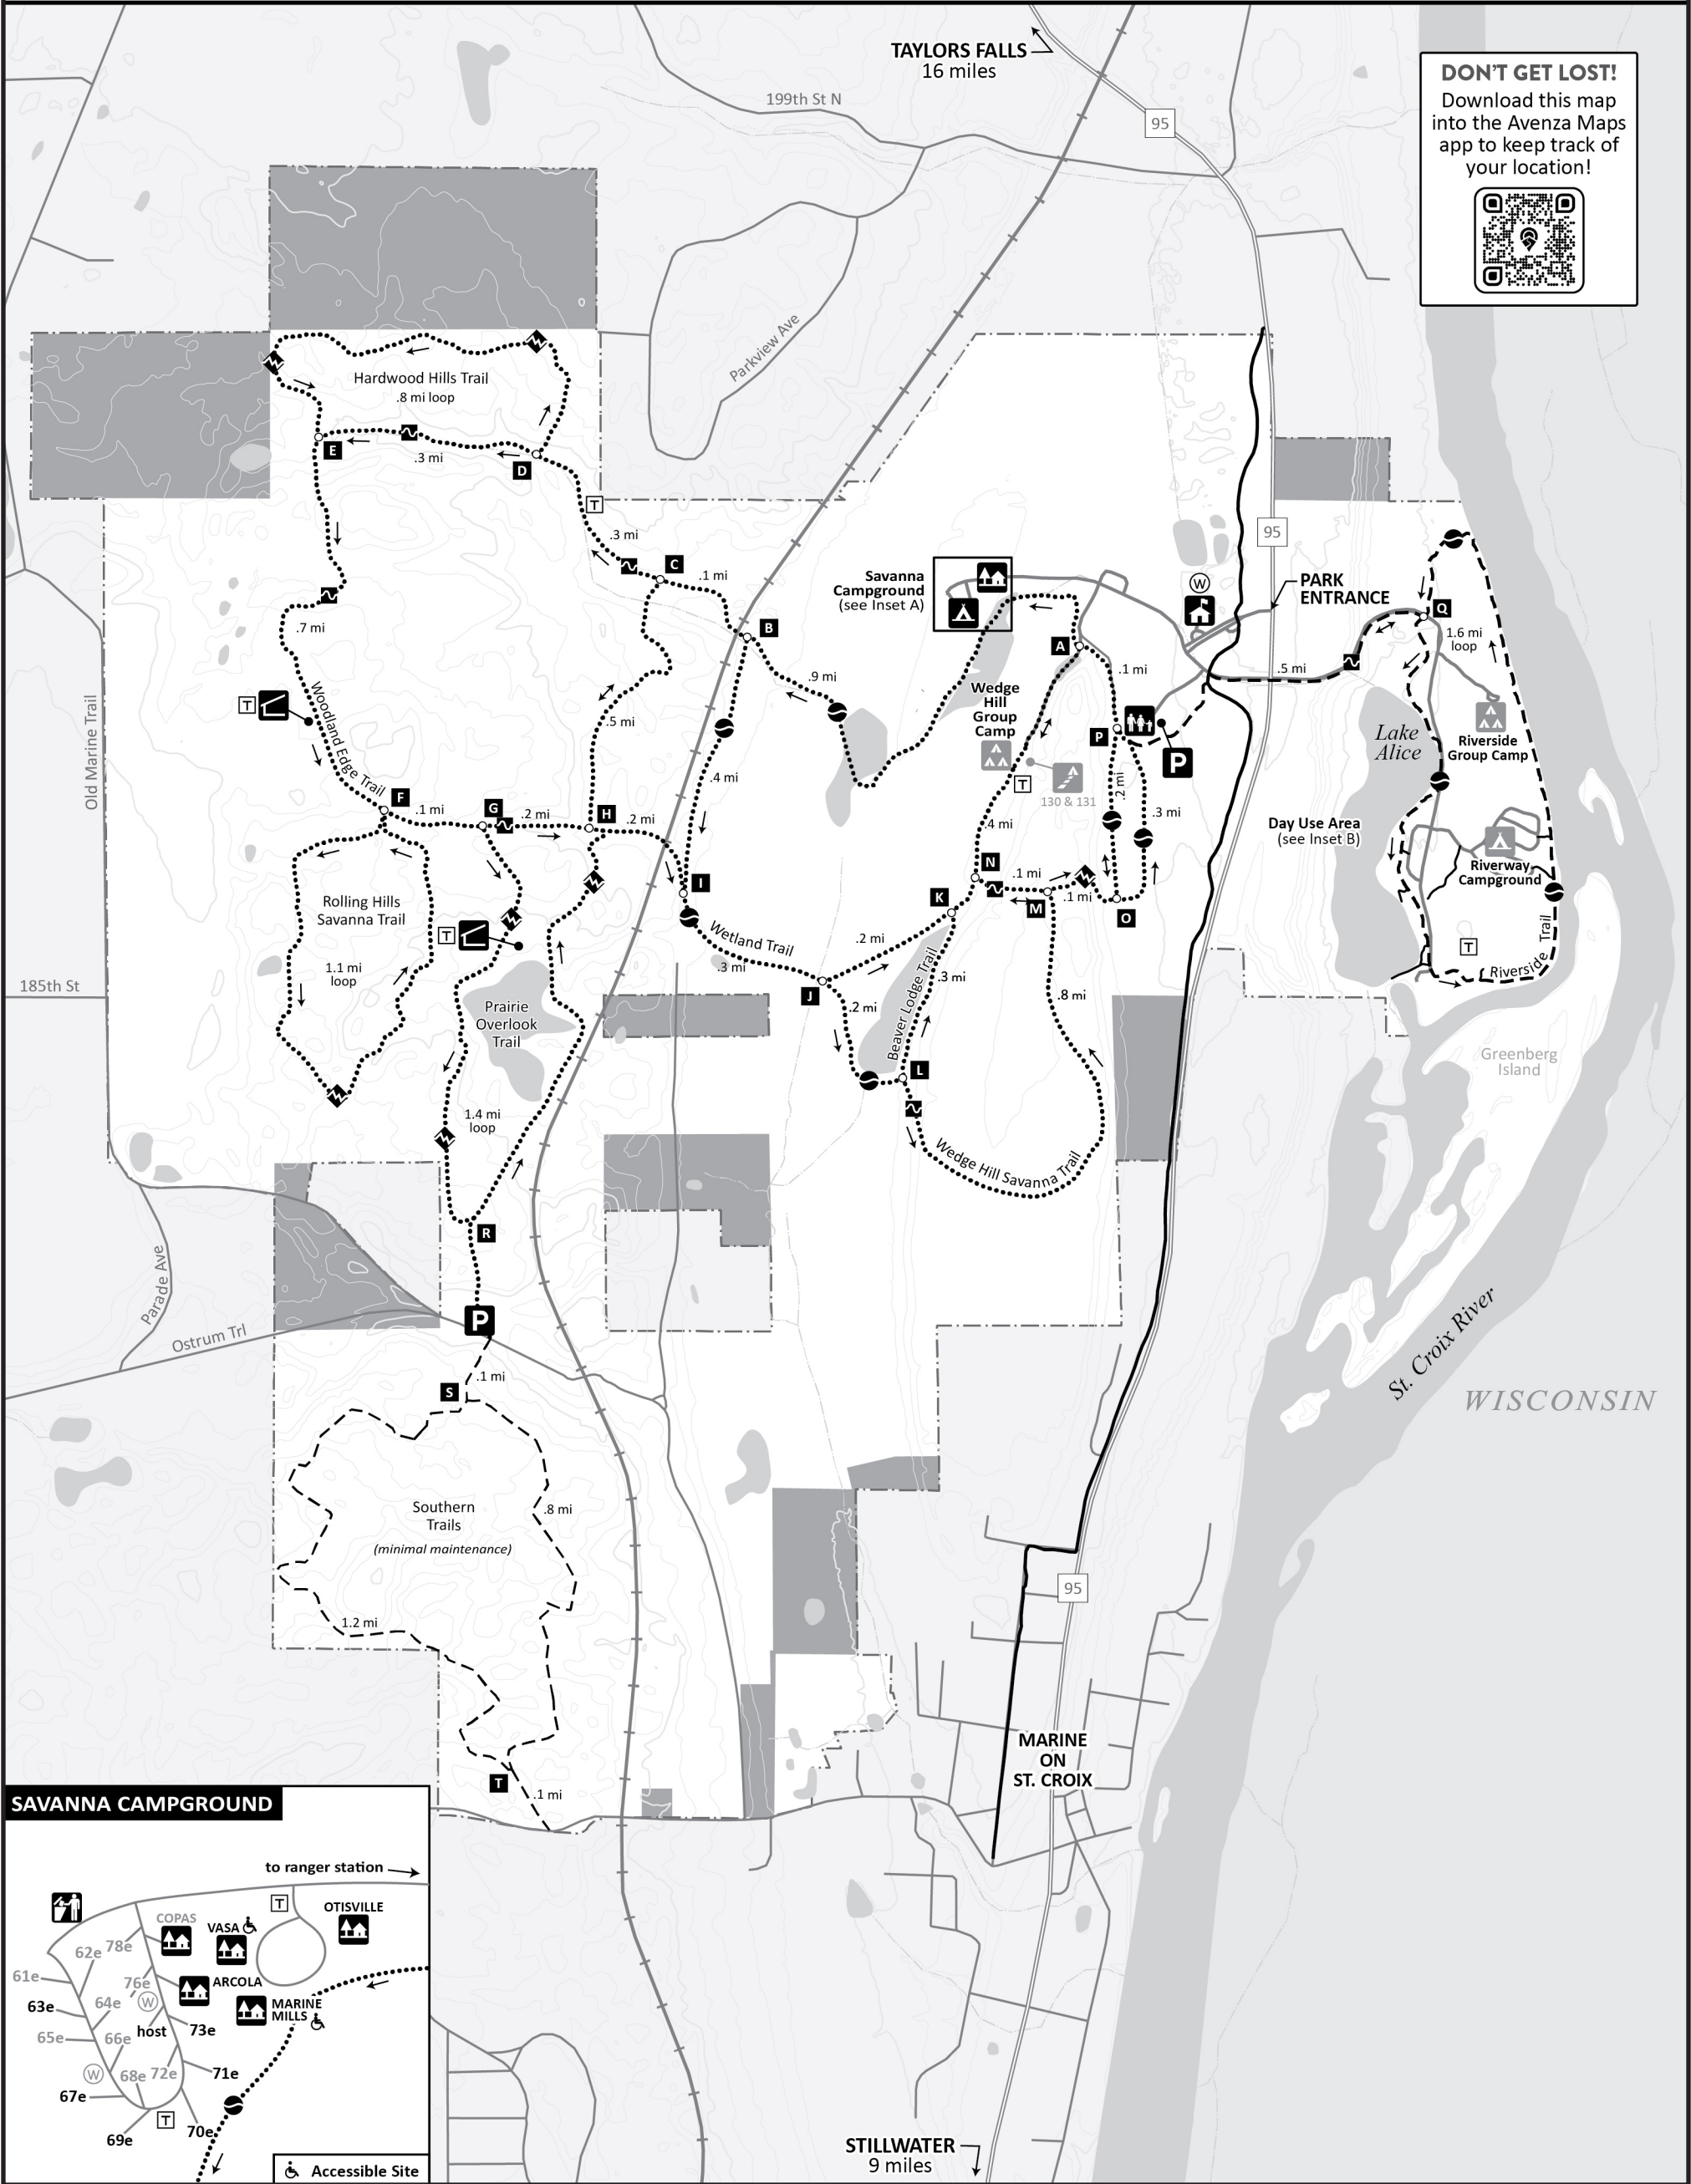 TAYLORS FALLS
16 miles
199th St N
95
DON'T GET LOST!
Download this map
into the Avenza Maps
app to keep track of
your location!
Parkview Ave
Hardwood Hills Trail
.8 mi loop
E
.3 mi
D
T
.3 mi
C
.1 mi
B
Savanna
Campground
(see Inset A)
95
W
PARK
ENTRANCE
Q
1.6 mi
loop
A
.1 mi
.5 mi
.9 mi
.7 mi
Old Marine Trail
T
Woodland Edge Trail
.5 mi
Wedge
Hill
Group
Camp
P
P
Lake
Alice
Riverside
Group Camp
T
130 & 131
.4 mi
.2 mi
.3 mi
F
.1 mi
G
.2 mi
H
.2 mi
.4 mi
Day Use Area
(see Inset B)
Riverway
Campground
I
N
.1 mi
K
M
.1 mi
O
Rolling Hills
Savanna Trail
1.1 mi
loop
T
Wetland Trail
.3 mi
.2 mi
J
.2 mi
Beaver Lodge Trail
.3 mi
.8 mi
T
Riverside Trail
185th St
Prairie
Overlook
Trail
L
Greenberg
Island
1.4 mi
loop
Wedge Hill Savanna Trail
R
Parade Ave
Ostrum Trl
P
.1 mi
S
St. Croix River
WISCONSIN
Southern
Trails
(minimal maintenance)
.8 mi
1.2 mi
95
MARINE
ON
ST. CROIX
T
.1 mi
SAVANNA CAMPGROUND
to ranger station
T
OTISVILLE
COPAS
VASA
62e
78e
61e
76e
ARCOLA
63e
64e
W
MARINE
MILLS
65e
66e
host
73e
W
68e
72e
71e
67e
T
70e
69e
Accessible Site
STILLWATER
9 miles